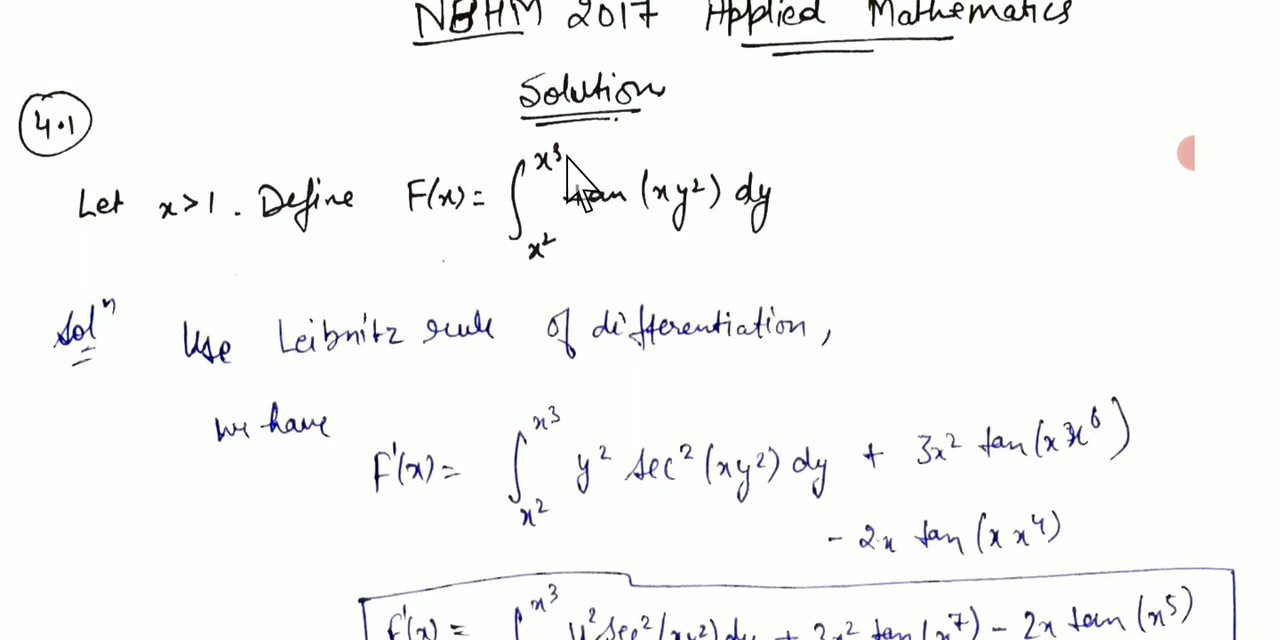 NBHM 2017 Applied Mathematics
Solution
4.1
Let x>1. Define F(x) = ∫_{x²}^{x³} tan (xy²) dy
Solⁿ Use Leibnitz rule of differentiation,
we have
F'(x) = ∫_{x²}^{x³} y² sec² (xy²) dy + 3x² tan (x x⁶)
- 2x tan (x x⁴)
F'(x) = ∫^{x³} y² sec² (xy²) dy + 3x² tan (x⁷) - 2x tan (x⁵)